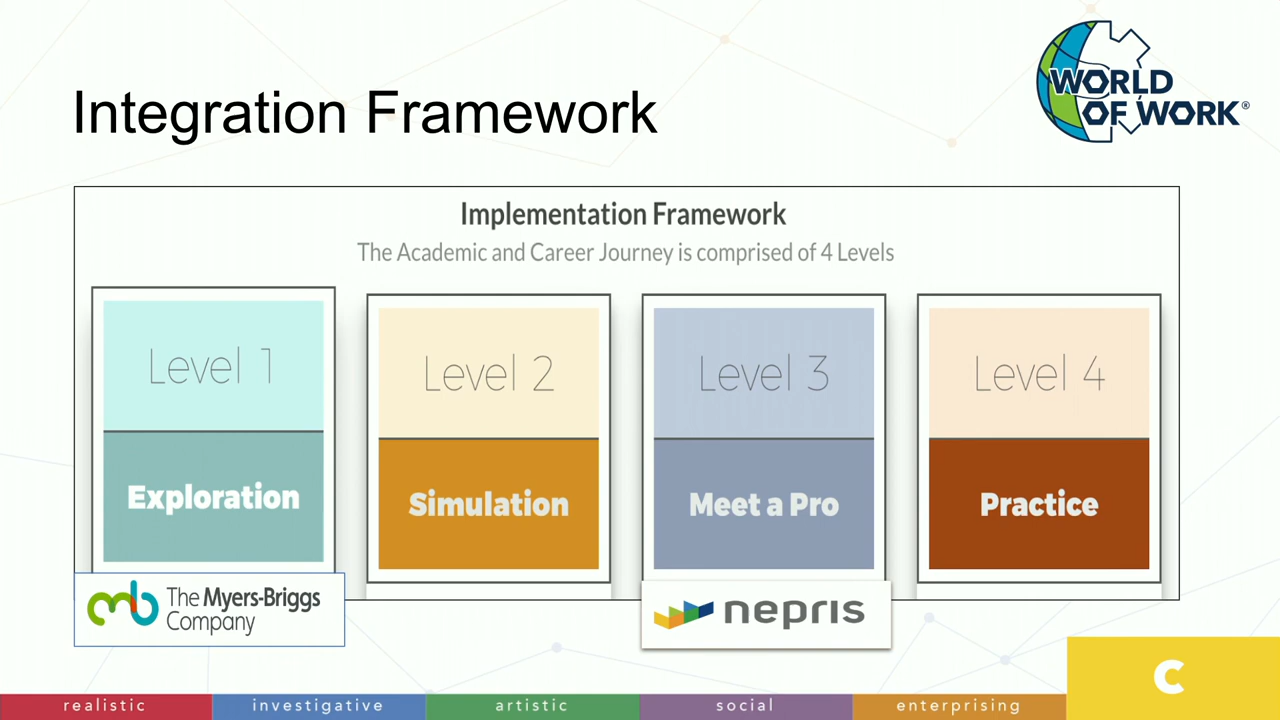 Integration Framework
WORLD
OF WORK®
Implementation Framework
The Academic and Career Journey is comprised of 4 Levels
Level 1
Level 2
Level 3
Level 4
Exploration
Simulation
Meet a Pro
Practice
The Myers-Briggs
Company
nepris
C
realistic
investigative
artistic
social
enterprising